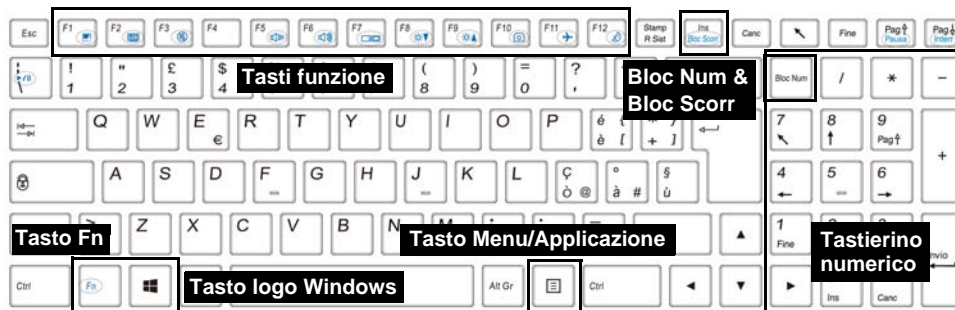 Esc F1 F2 F3 F4 F5 F6 F7 F8 F9 F10 F11 F12 Stamp R Sist Ins Bloc Scorr Canc Fine Pag Pausa Pag Interr
! 1 " 2 £ 3 $ 4 ( 8 ) 9 = 0 ? ' Bloc Num / * -
Tasti funzione
Bloc Num &
Bloc Scorr
Q W E € R T Y U I O P é è { [ * + ] 7 8 9 Pag +
A S D F G H J K L ç ò @ ° à # § ù 4 5 6
> Z X C V B N M 1 Fine
Tasto Fn
Tasto Menu/Applicazione
Tastierino
numerico
Ctrl Fn Alt Gr Ctrl Ins Canc
Tasto logo Windows